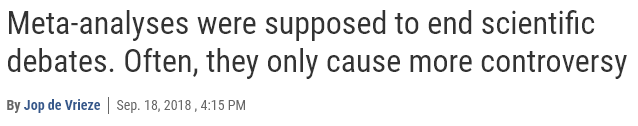 Meta-analyses were supposed to end scientific
debates. Often, they only cause more controversy
By Jop de Vrieze | Sep. 18, 2018 , 4:15 PM